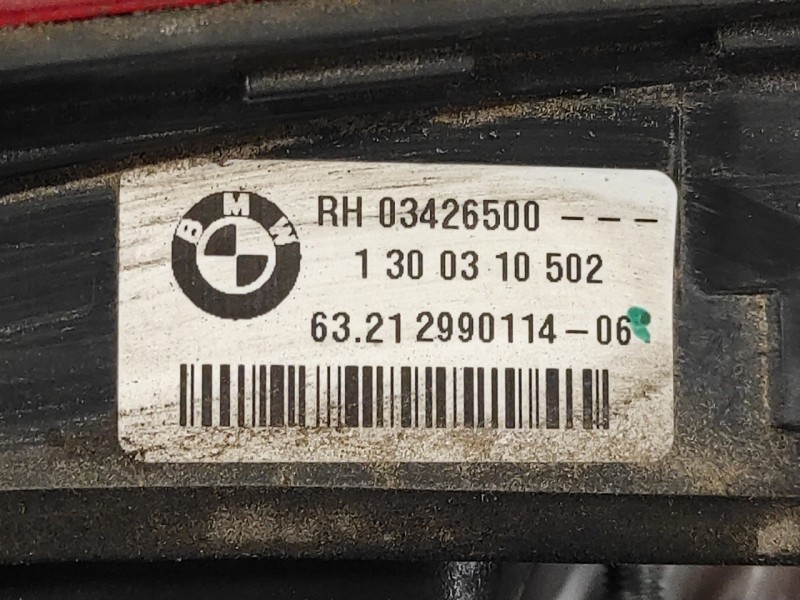 BMW
RH 03426500 ---
1 30 03 10 502
63.21 2990114-06